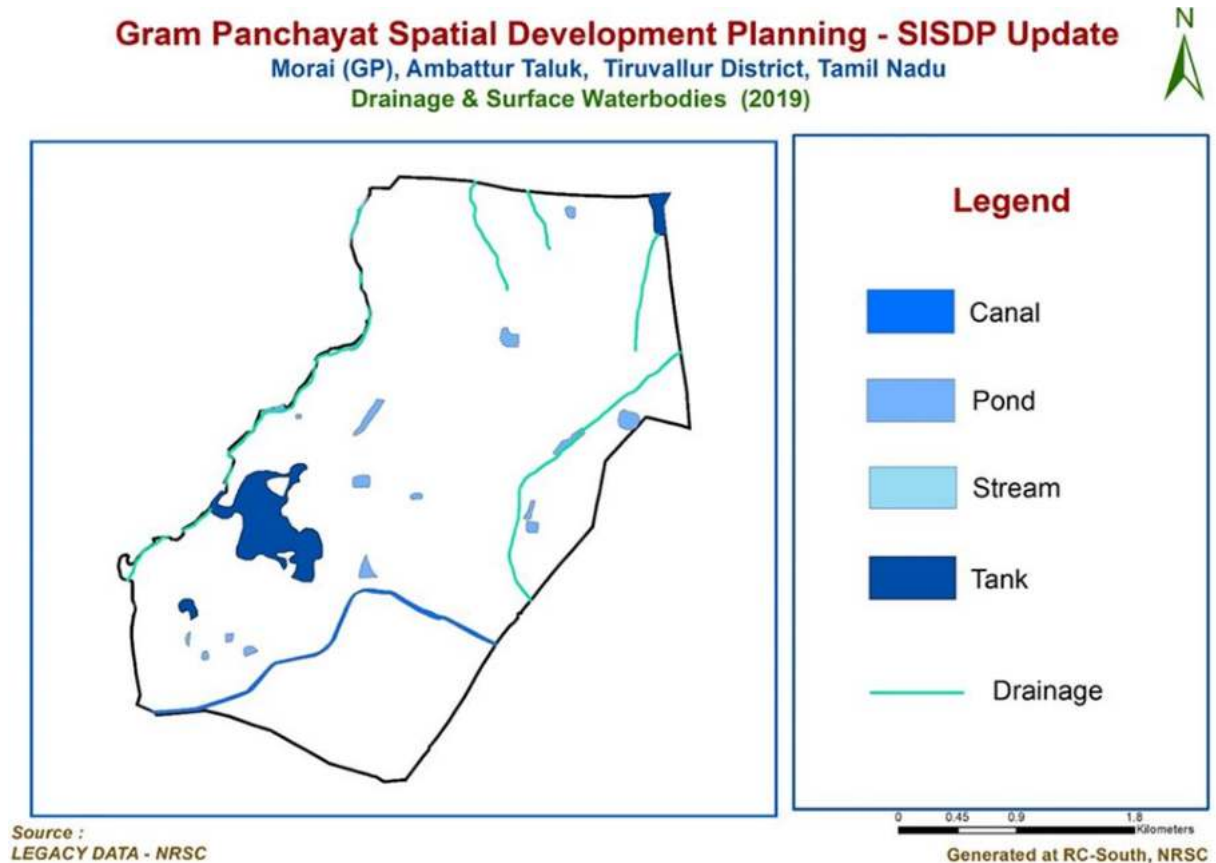 Gram Panchayat Spatial Development Planning - SISDP Update
N
Morai (GP), Ambattur Taluk, Tiruvallur District, Tamil Nadu
Drainage & Surface Waterbodies (2019)
Legend
Canal
Pond
Stream
Tank
Drainage
0 0.45 0.9 1.8
Kilometers
Source :
LEGACY DATA - NRSC
Generated at RC-South, NRSC